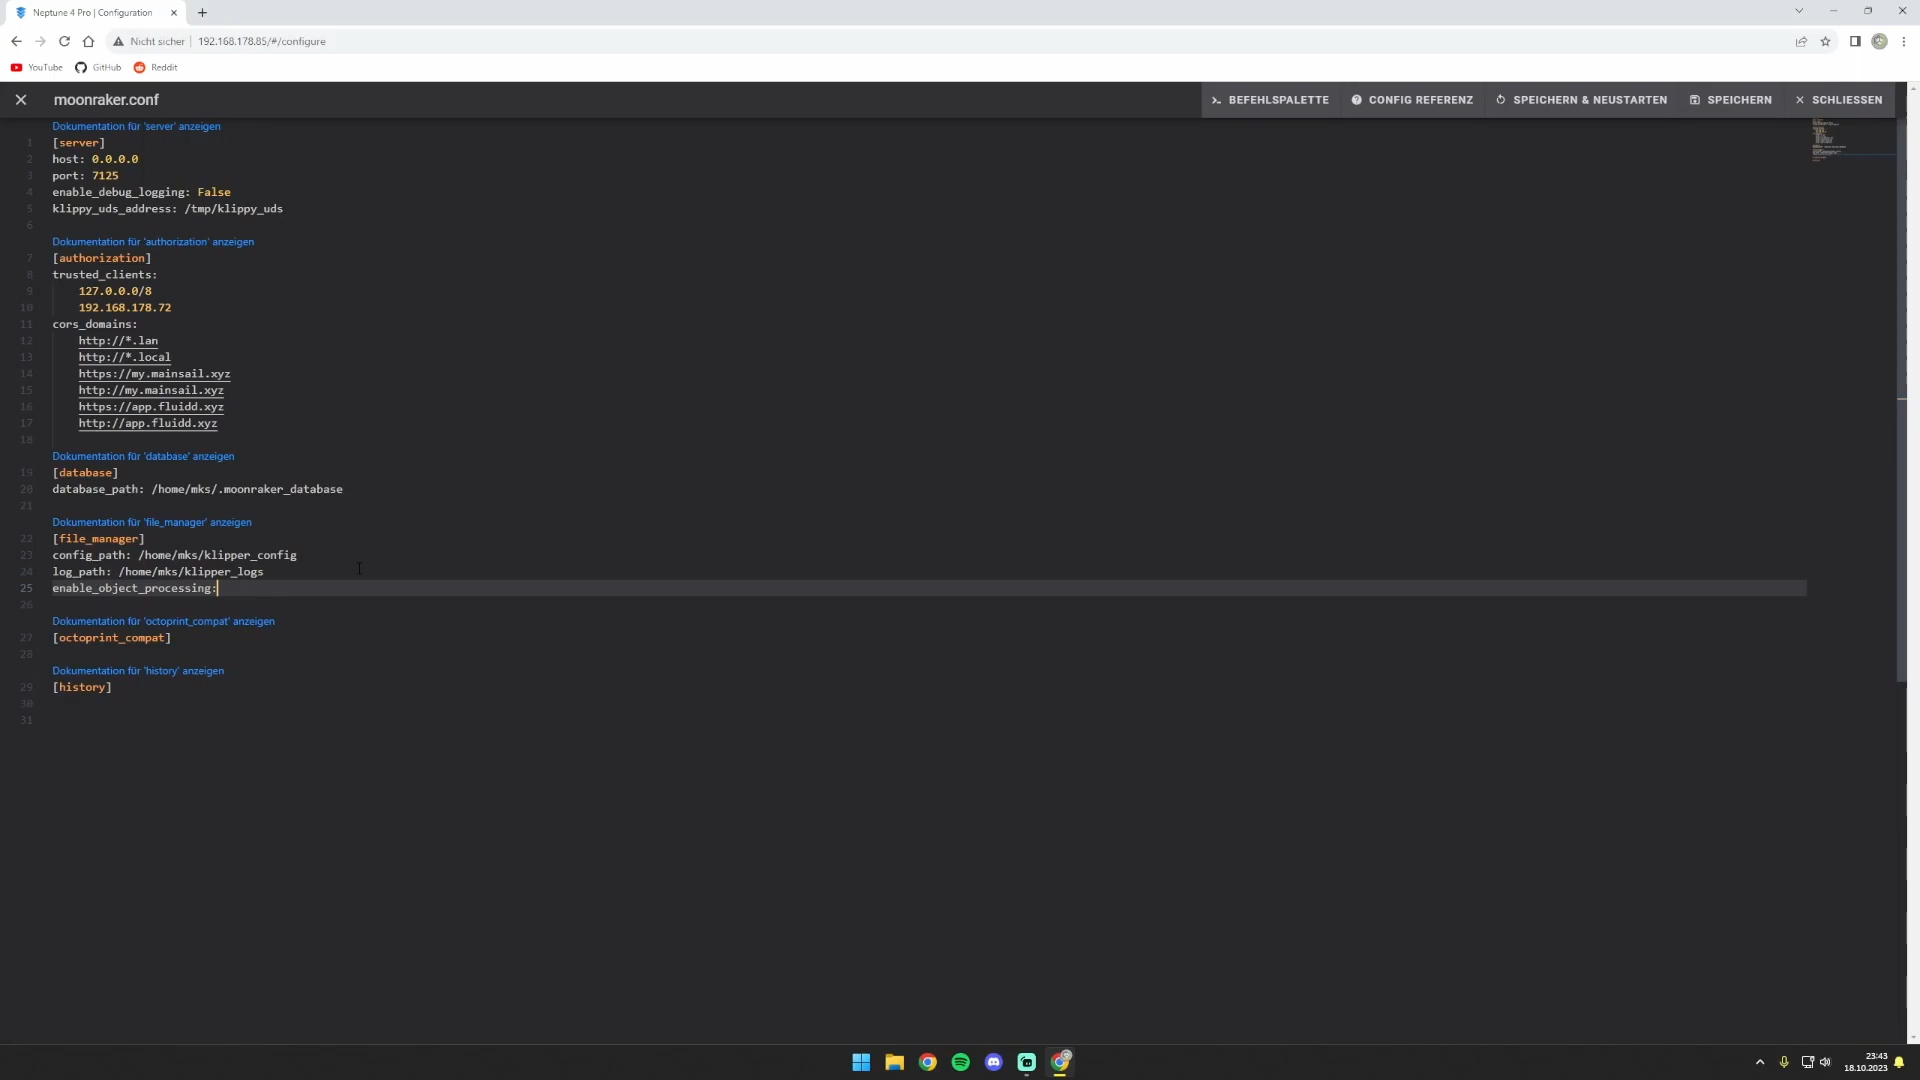 Neptune 4 Pro | Configuration
Nicht sicher 192.168.178.85/#/configure
YouTube GitHub Reddit
moonraker.conf BEFEHLSPALETTE CONFIG REFERENZ SPEICHERN & NEUSTARTEN SPEICHERN SCHLIESSEN
Dokumentation für 'server' anzeigen
1 [server]
2 host: 0.0.0.0
3 port: 7125
4 enable_debug_logging: False
5 klippy_uds_address: /tmp/klippy_uds
6
Dokumentation für 'authorization' anzeigen
7 [authorization]
8 trusted_clients:
9 127.0.0.0/8
10 192.168.178.72
11 cors_domains:
12 http://*.lan
13 http://*.local
14 https://my.mainsail.xyz
15 http://my.mainsail.xyz
16 https://app.fluidd.xyz
17 http://app.fluidd.xyz
18
Dokumentation für 'database' anzeigen
19 [database]
20 database_path: /home/mks/.moonraker_database
21
Dokumentation für 'file_manager' anzeigen
22 [file_manager]
23 config_path: /home/mks/klipper_config
24 log_path: /home/mks/klipper_logs
25 enable_object_processing:
26
Dokumentation für 'octoprint_compat' anzeigen
27 [octoprint_compat]
28
Dokumentation für 'history' anzeigen
29 [history]
30
31
23:43
18.10.2023